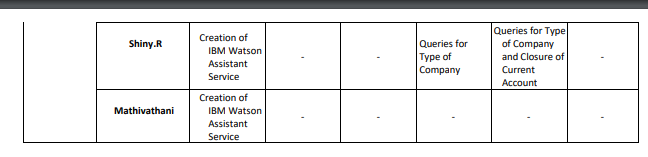 Shiny.R
Creation of
IBM Watson
Assistant
Service
-
-
Queries for
Type of
Company
Queries for Type
of Company
and Closure of
Current
Account
-
Mathivathani
Creation of
IBM Watson
Assistant
Service
-
-
-
-
-